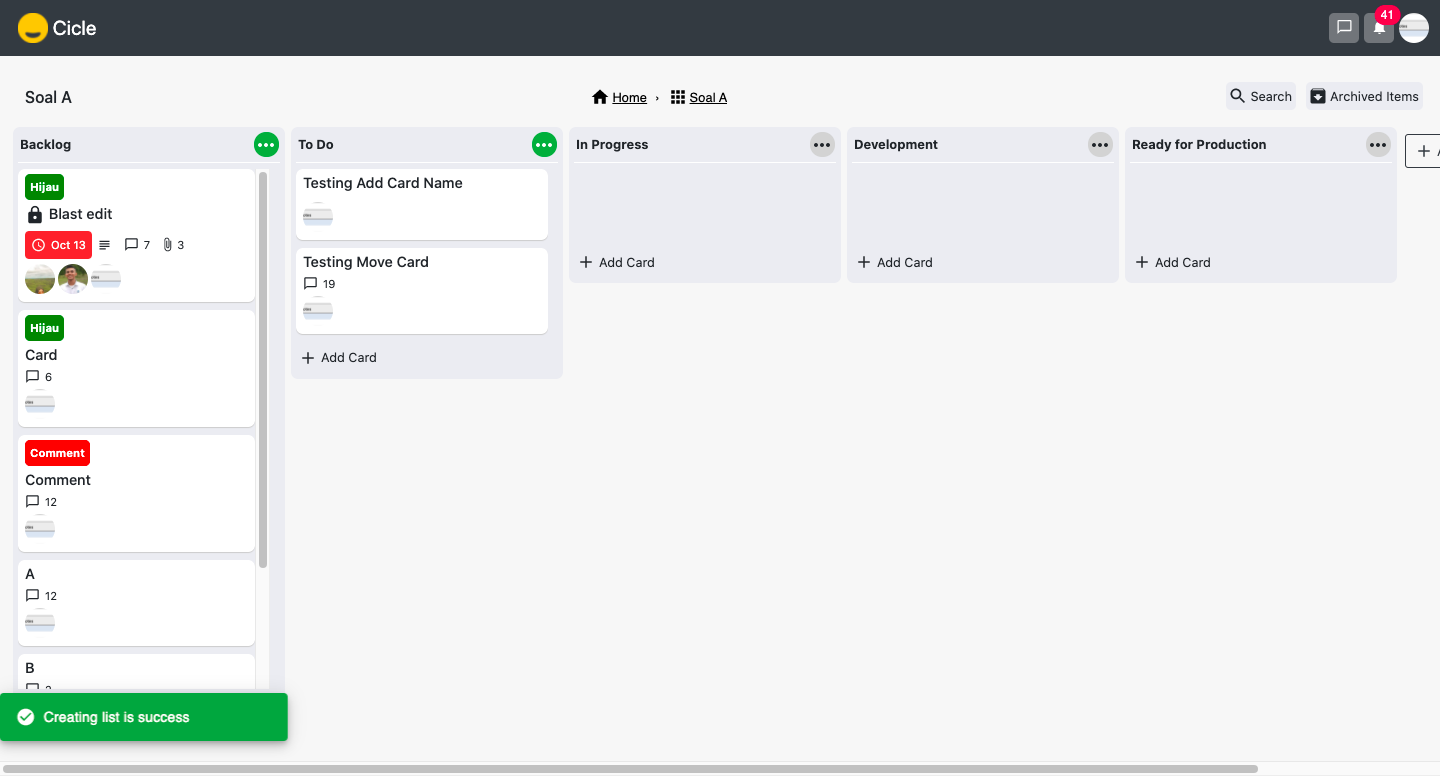 Cicle
41
Soal A
Home › Soal A
Search
Archived Items
Backlog
Hijau
Blast edit
Oct 13
7
3
Hijau
Card
6
Comment
Comment
12
A
12
B
To Do
Testing Add Card Name
Testing Move Card
19
Add Card
In Progress
Add Card
Development
Add Card
Ready for Production
Add Card
Creating list is success